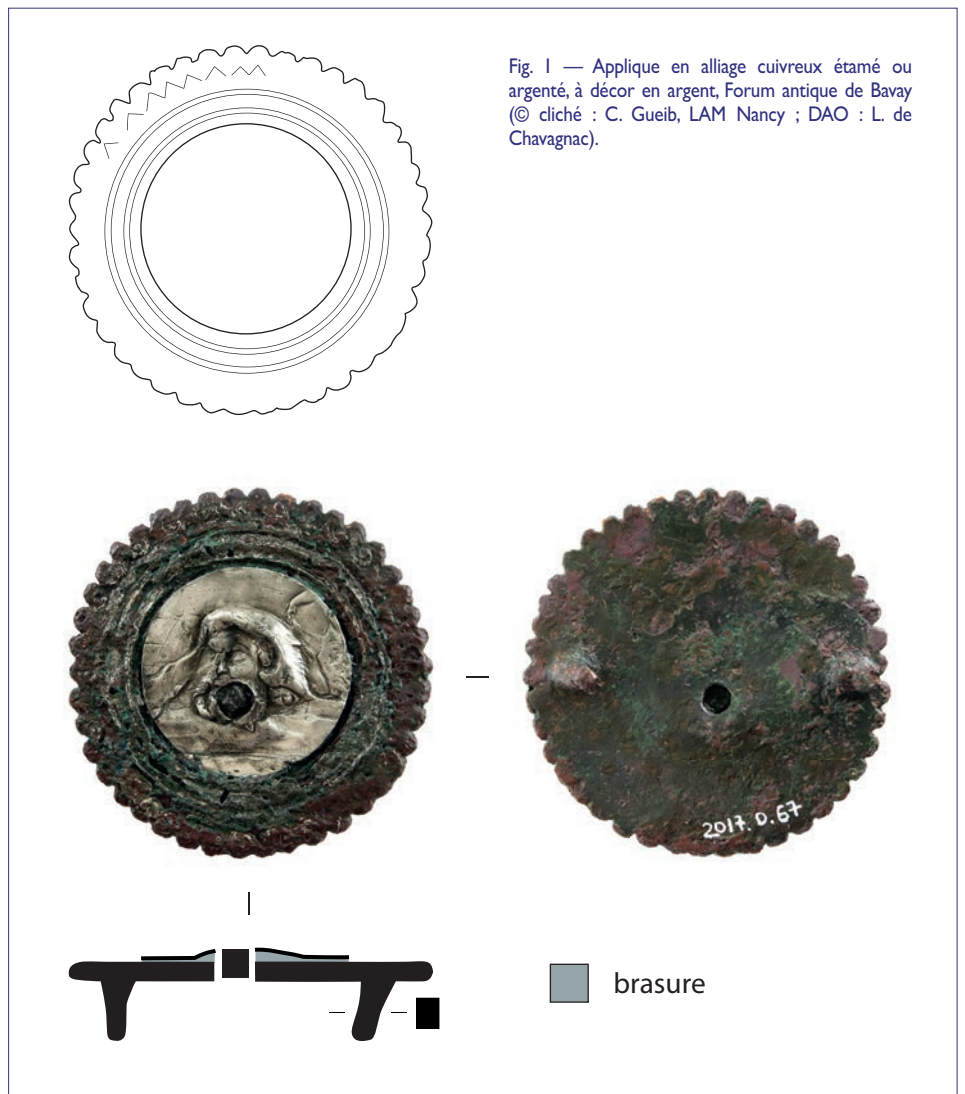 Fig. 1 — Applique en alliage cuivreux étamé ou
argenté, à décor en argent, Forum antique de Bavay
(© cliché : C. Gueib, LAM Nancy ; DAO : L. de
Chavagnac).
2017.D.67
brasure